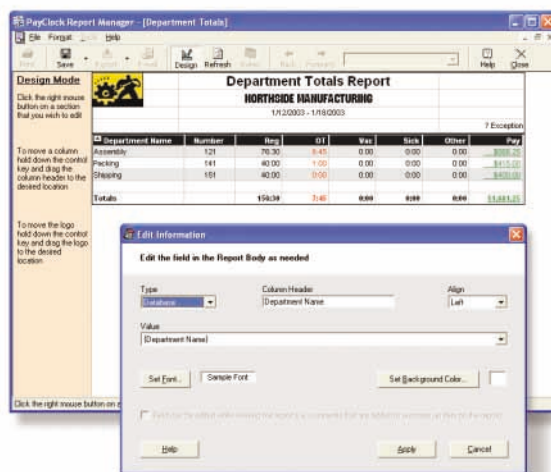 PayClock Report Manager - [Department Totals]
File Format Help
Save Design Refresh Help Close
Design Mode
Click the right mouse
button on a section
that you wish to edit
To move a column
hold down the control
key and drag the
column header to the
desired location
To move the logo
hold down the control
key and drag the logo
to the desired
location
Department Totals Report
NORTHSIDE MANUFACTURING
1/12/2003 - 1/18/2003
? Exception
Department Name Number Reg OT Vac Sick Other Pay
Assembly 121 76:30 6:45 0:00 0:00 0:00
Packing 141 40:00 1:00 0:00 0:00 0:00 $415.00
Shipping 151 40:00 0:00 0:00 0:00 0:00 $400.00
Totals 156:30 7:45 0:00 0:00 0:00
Click the right mouse button on a
Edit Information
Edit the field in the Report Body as needed
Type Column Header Align
Database Department Name Left
Value
{Department Name}
Set Font... Sample Font Set Background Color...
Help Apply Cancel